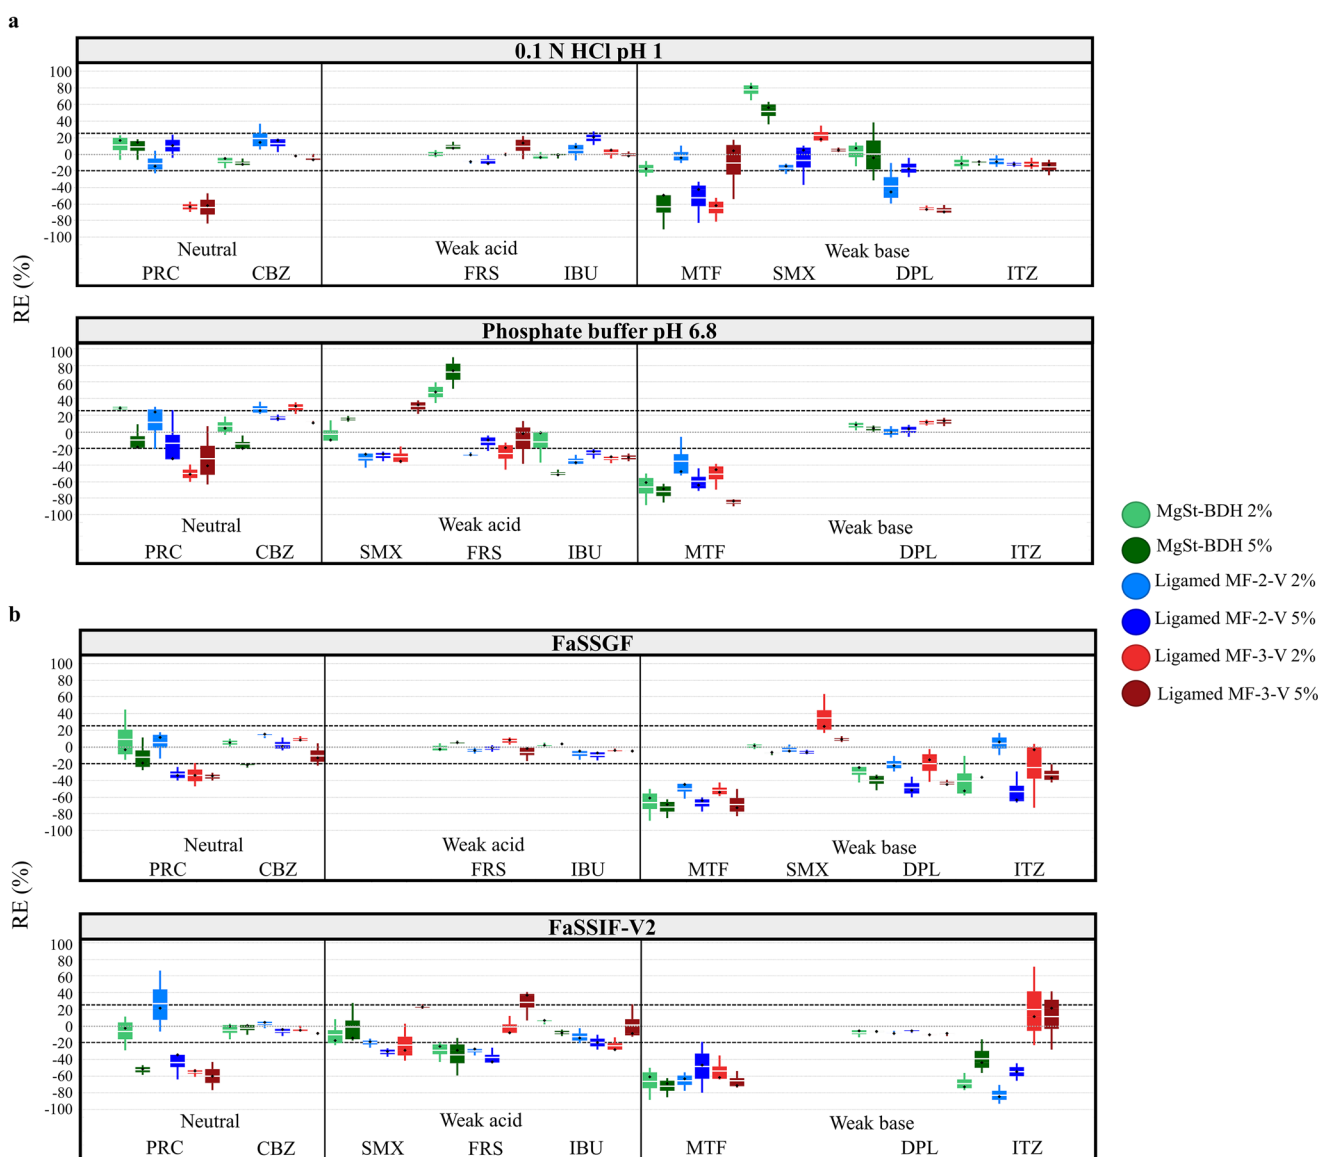 a
0.1 N HCl pH 1
100
80
60
40
20
0
-20
-40
-60
-80
-100
Neutral
Weak acid
Weak base
PRC CBZ FRS IBU MTF SMX DPL ITZ
RE (%)
Phosphate buffer pH 6.8
100
80
60
40
20
0
-20
-40
-60
-80
-100
Neutral
Weak acid
Weak base
PRC CBZ SMX FRS IBU MTF DPL ITZ
MgSt-BDH 2%
MgSt-BDH 5%
Ligamed MF-2-V 2%
Ligamed MF-2-V 5%
Ligamed MF-3-V 2%
Ligamed MF-3-V 5%
b
FaSSGF
100
80
60
40
20
0
-20
-40
-60
-80
-100
Neutral
Weak acid
Weak base
PRC CBZ FRS IBU MTF SMX DPL ITZ
RE (%)
FaSSIF-V2
100
80
60
40
20
0
-20
-40
-60
-80
-100
Neutral
Weak acid
Weak base
PRC CBZ SMX FRS IBU MTF DPL ITZ